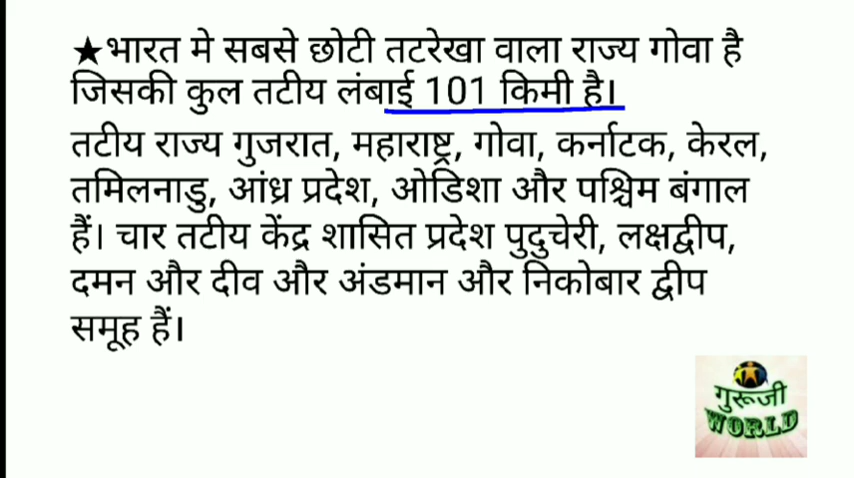 ★भारत मे सबसे छोटी तटरेखा वाला राज्य गोवा है
जिसकी कुल तटीय लंबाई 101 किमी है।
तटीय राज्य गुजरात, महाराष्ट्र, गोवा, कर्नाटक, केरल,
तमिलनाडु, आंध्र प्रदेश, ओडिशा और पश्चिम बंगाल
हैं। चार तटीय केंद्र शासित प्रदेश पुदुचेरी, लक्षद्वीप,
दमन और दीव और अंडमान और निकोबार द्वीप
समूह हैं।
गुरूजी
WORLD